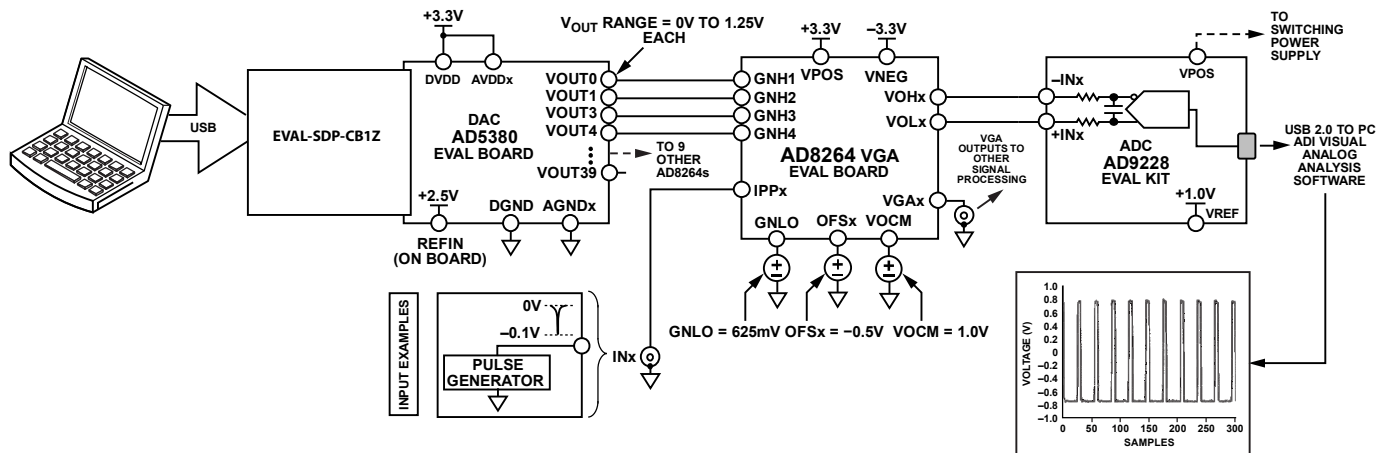 USB
EVAL-SDP-CB1Z
+3.3V
DVDD
AVDDx
DAC
AD5380
EVAL BOARD
+2.5V
REFIN
(ON BOARD)
DGND
AGNDx
VOUT RANGE = 0V TO 1.25V
EACH
VOUT0
VOUT1
VOUT3
VOUT4
VOUT39
TO 9
OTHER
AD8264s
+3.3V
VPOS
–3.3V
VNEG
GNH1
GNH2
GNH3
GNH4
IPPx
AD8264 VGA
EVAL BOARD
VOHx
VOLx
VGAx
GNLO
OFSx
VOCM
GNLO = 625mV
OFSx = –0.5V
VOCM = 1.0V
VGA
OUTPUTS TO
OTHER
SIGNAL
PROCESSING
–INx
+INx
VPOS
TO
SWITCHING
POWER
SUPPLY
ADC
AD9228
EVAL KIT
+1.0V
VREF
USB 2.0 TO PC
ADI VISUAL
ANALOG
ANALYSIS
SOFTWARE
INPUT EXAMPLES
0V
–0.1V
PULSE
GENERATOR
INx
VOLTAGE (V)
1.0
0.8
0.6
0.4
0.2
0
–0.2
–0.4
–0.6
–0.8
–1.0
0
50
100
150
200
250
300
SAMPLES